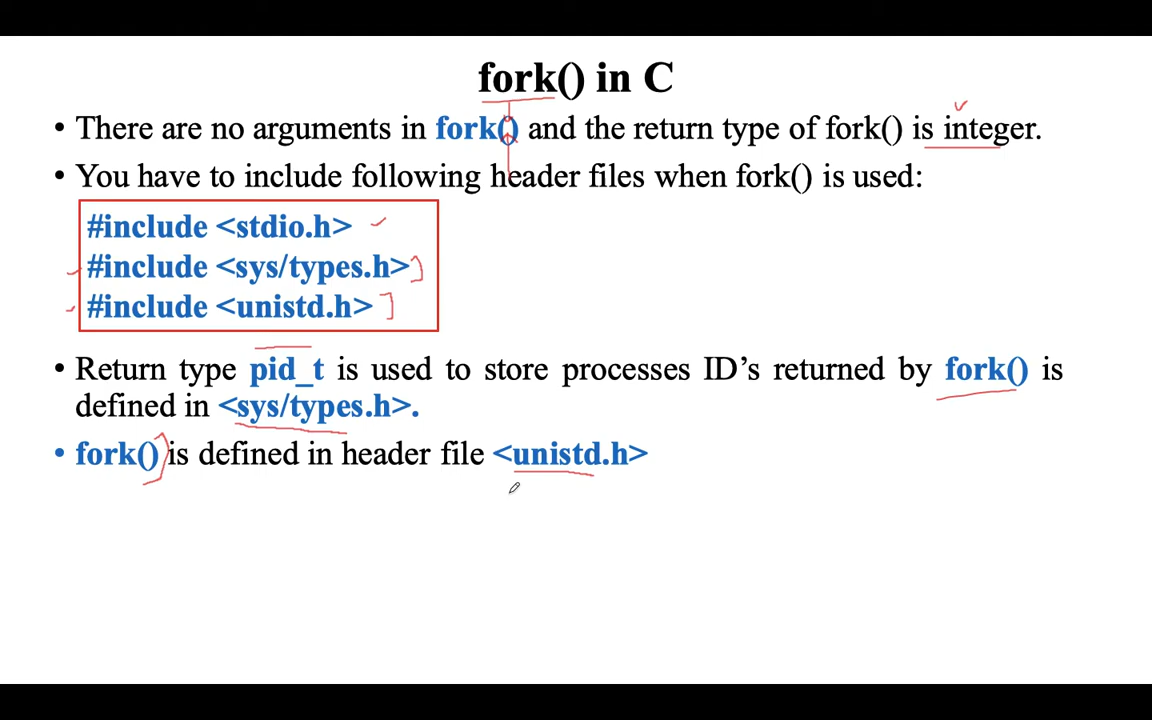 fork() in C
• There are no arguments in fork() and the return type of fork() is integer.
• You have to include following header files when fork() is used:
#include <stdio.h>
#include <sys/types.h>
#include <unistd.h>
• Return type pid_t is used to store processes ID’s returned by fork() is
defined in <sys/types.h>.
• fork() is defined in header file <unistd.h>